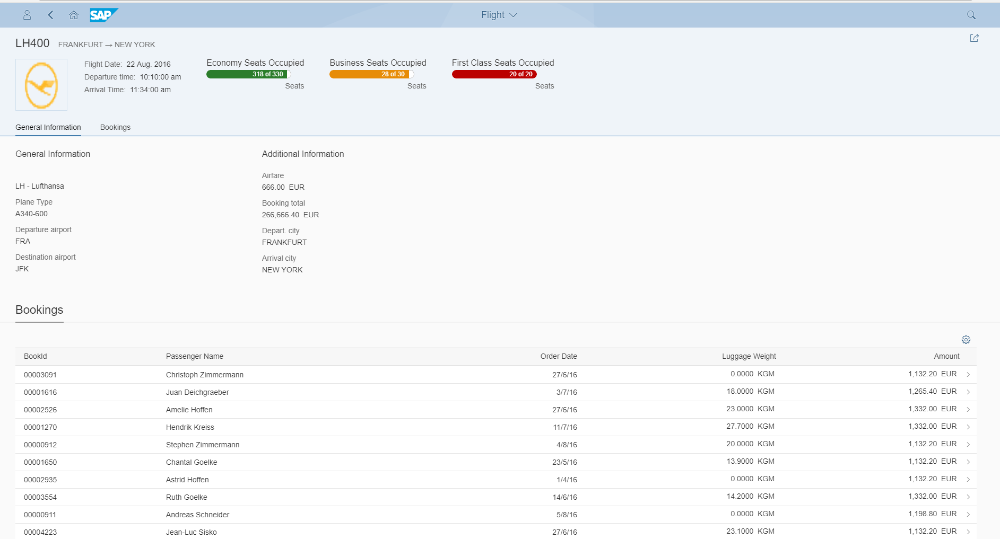 SAP
Flight
LH400 FRANKFURT → NEW YORK
Flight Date: 22 Aug. 2016
Departure time: 10:10:00 am
Arrival Time: 11:34:00 am
Economy Seats Occupied
318 of 330
Seats
Business Seats Occupied
28 of 30
Seats
First Class Seats Occupied
20 of 20
Seats
General Information Bookings
General Information
LH - Lufthansa
Plane Type
A340-600
Departure airport
FRA
Destination airport
JFK
Additional Information
Airfare
666.00 EUR
Booking total
266,666.40 EUR
Depart. city
FRANKFURT
Arrival city
NEW YORK
Bookings
BookId Passenger Name Order Date Luggage Weight Amount
00003091 Christoph Zimmermann 27/6/16 0.0000 KGM 1,132.20 EUR
00001616 Juan Deichgraeber 3/7/16 18.0000 KGM 1,265.40 EUR
00002526 Amelie Hoffen 27/6/16 23.0000 KGM 1,332.00 EUR
00001270 Hendrik Kreiss 11/7/16 27.7000 KGM 1,332.00 EUR
00000912 Stephen Zimmermann 4/8/16 20.0000 KGM 1,132.20 EUR
00001650 Chantal Goelke 23/5/16 13.9000 KGM 1,132.20 EUR
00002935 Astrid Hoffen 1/4/16 0.0000 KGM 1,132.20 EUR
00003554 Ruth Goelke 14/6/16 14.2000 KGM 1,332.00 EUR
00000911 Andreas Schneider 5/8/16 0.0000 KGM 1,198.80 EUR
00004223 Jean-Luc Sisko 27/6/16 23.1000 KGM 1,132.20 EUR